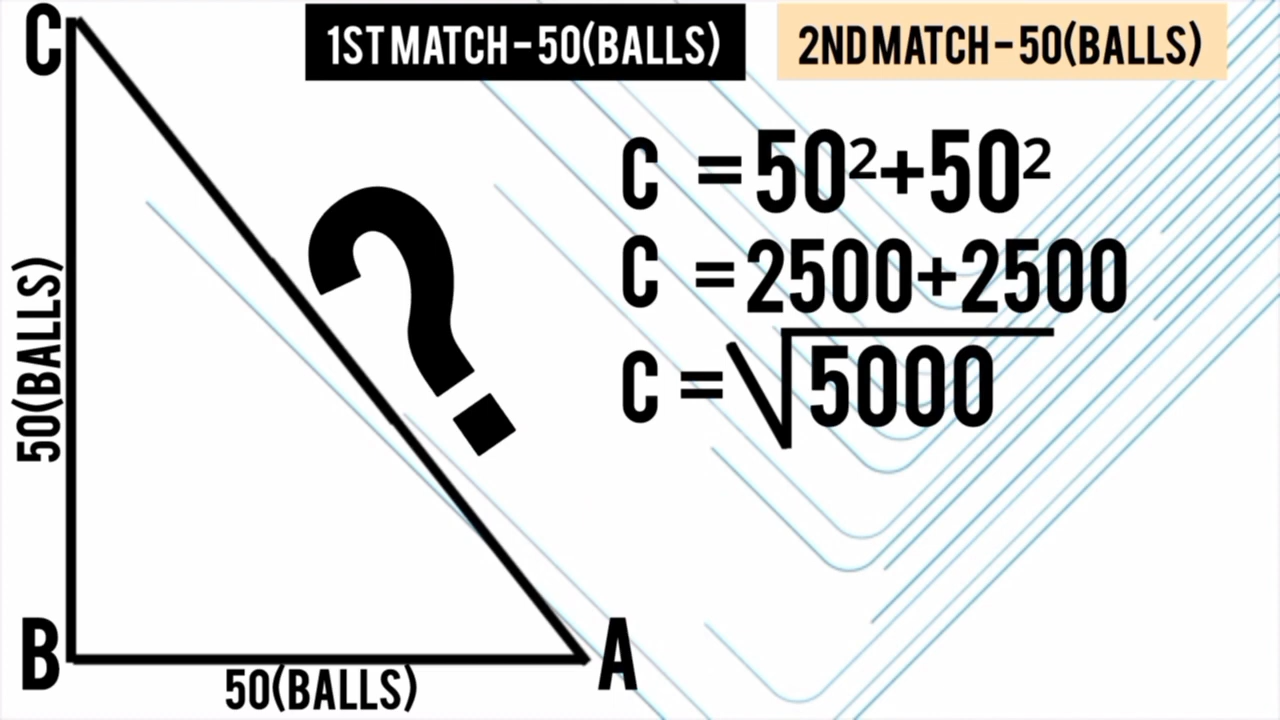 C
1ST MATCH - 50(BALLS)
2ND MATCH - 50(BALLS)
C = 50²+50²
C = 2500+2500
C = √5000
?
50(BALLS)
B
A
50(BALLS)